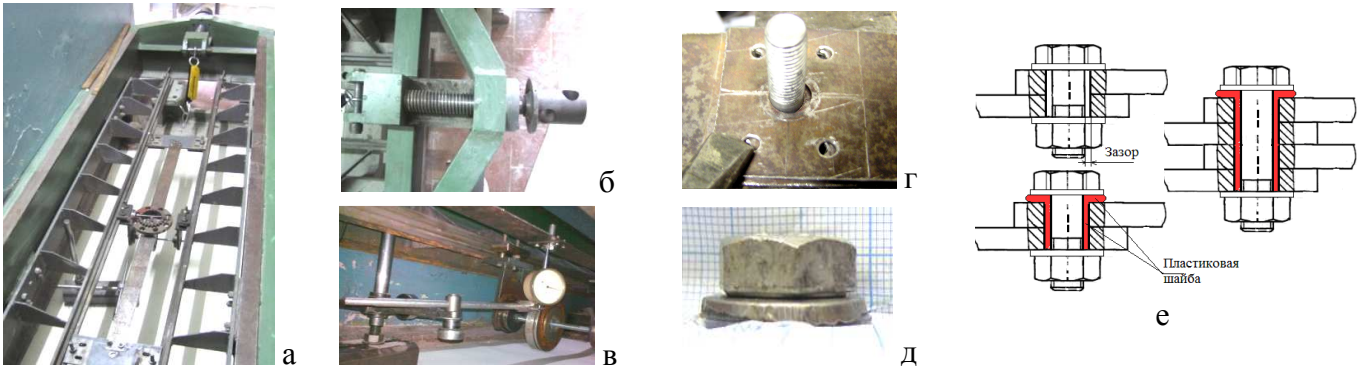 а
б
в
г
д
Зазор
Пластиковая
шайба
е